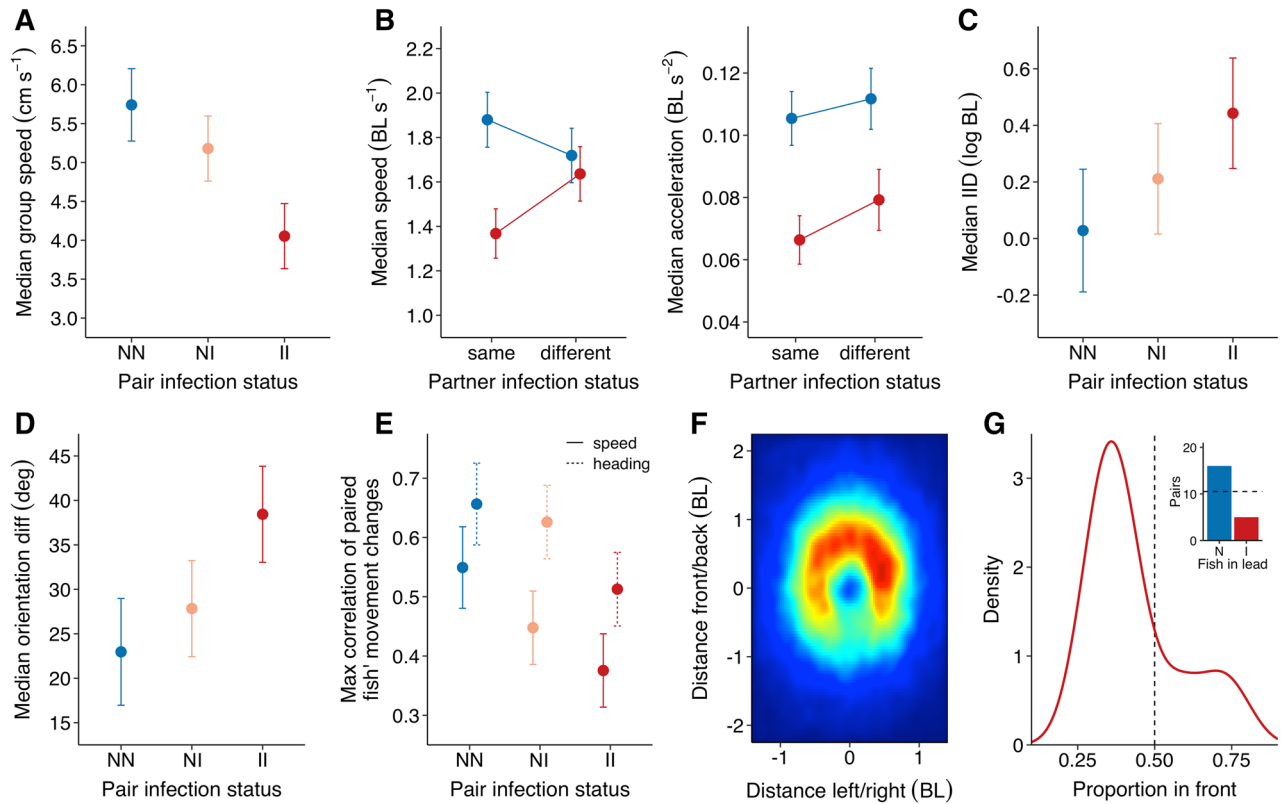 A
Median group speed (cm s⁻¹)
6.5
6.0
5.5
5.0
4.5
4.0
3.5
3.0
NN NI II
Pair infection status
B
Median speed (BL s⁻¹)
2.2
2.0
1.8
1.6
1.4
1.2
1.0
same different
Partner infection status
Median acceleration (BL s⁻²)
0.12
0.10
0.08
0.06
0.04
same different
Partner infection status
C
Median IID (log BL)
0.6
0.4
0.2
0.0
-0.2
NN NI II
Pair infection status
D
Median orientation diff (deg)
45
40
35
30
25
20
15
NN NI II
Pair infection status
E
Max correlation of paired
fish' movement changes
speed
heading
0.7
0.6
0.5
0.4
0.3
NN NI II
Pair infection status
F
Distance front/back (BL)
2
1
0
-1
-2
-1 0 1
Distance left/right (BL)
G
Density
3
2
1
0
0.25 0.50 0.75
Proportion in front
Pairs
20
10
0
N I
Fish in lead